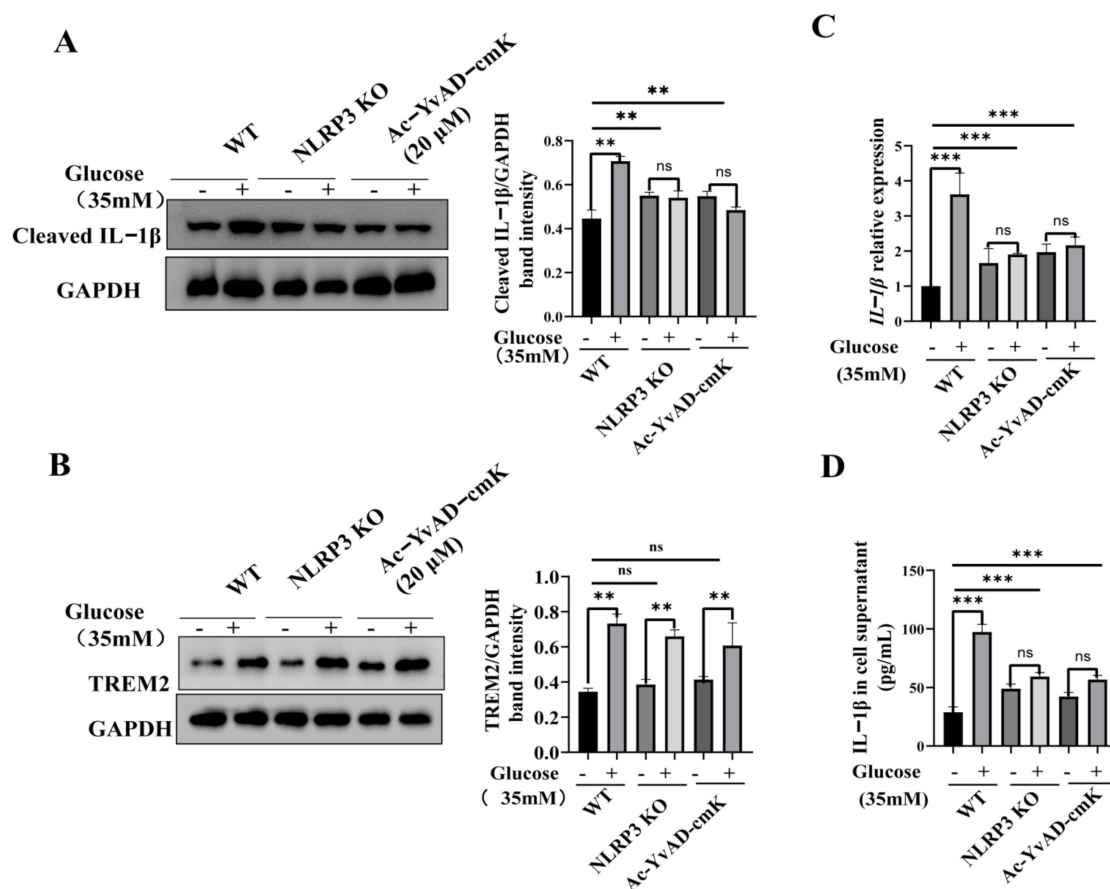 A
WT
NLRP3 KO
Ac-YvAD-cmK
(20 μM)
Glucose
(35mM)
- + - + - +
Cleaved IL-1β
GAPDH
Cleaved IL-1β/GAPDH
band intensity
0.8
0.6
0.4
0.2
0.0
**
**
**
ns
ns
Glucose
(35mM)
- + - + - +
WT
NLRP3 KO
Ac-YvAD-cmK
C
IL-1β relative expression
5
4
3
2
1
0
***
***
***
ns
ns
Glucose
(35mM)
- + - + - +
WT
NLRP3 KO
Ac-YvAD-cmK
B
WT
NLRP3 KO
Ac-YvAD-cmK
(20 μM)
Glucose
(35mM)
- + - + - +
TREM2
GAPDH
TREM2/GAPDH
band intensity
1.0
0.8
0.6
0.4
0.2
0.0
ns
ns
**
**
**
Glucose
( 35mM)
- + - + - +
WT
NLRP3 KO
Ac-YvAD-cmK
D
IL-1β in cell supernatant
(pg/mL)
150
100
50
0
***
***
***
ns
ns
Glucose
(35mM)
- + - + - +
WT
NLRP3 KO
Ac-YvAD-cmK